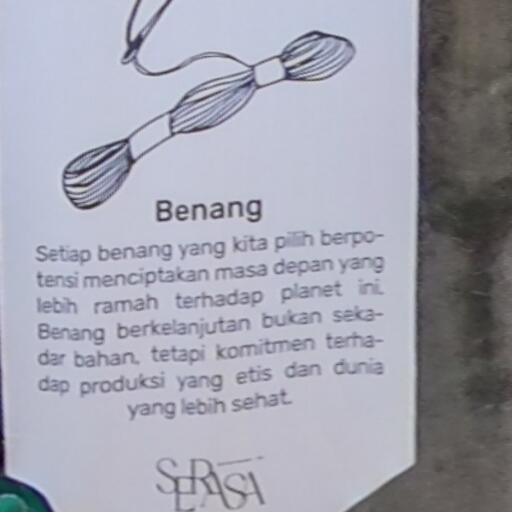 Benang
Setiap benang yang kita pilih berpo-
tensi menciptakan masa depan yang
lebih ramah terhadap planet ini.
Benang berkelanjutan bukan seka-
dar bahan, tetapi komitmen terha-
dap produksi yang etis dan dunia
yang lebih sehat.
SERASA